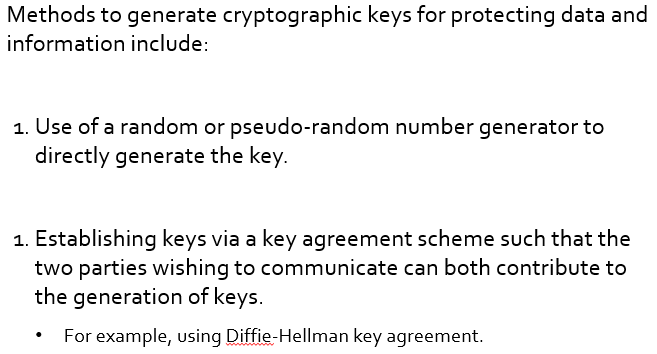 Methods to generate cryptographic keys for protecting data and
information include:
1. Use of a random or pseudo-random number generator to
directly generate the key.
1. Establishing keys via a key agreement scheme such that the
two parties wishing to communicate can both contribute to
the generation of keys.
• For example, using Diffie-Hellman key agreement.